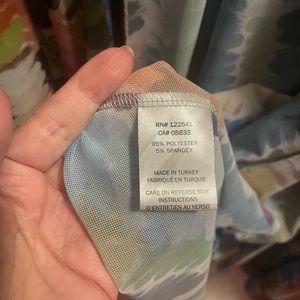 RN# 122541
CA# 05633
95% POLYESTER
5% SPANDEX
MADE IN TURKEY
FABRIQUÉ EN TURQUIE
CARE ON REVERSE SIDE
INSTRUCTIONS
D'ENTRETIEN AU VERSO